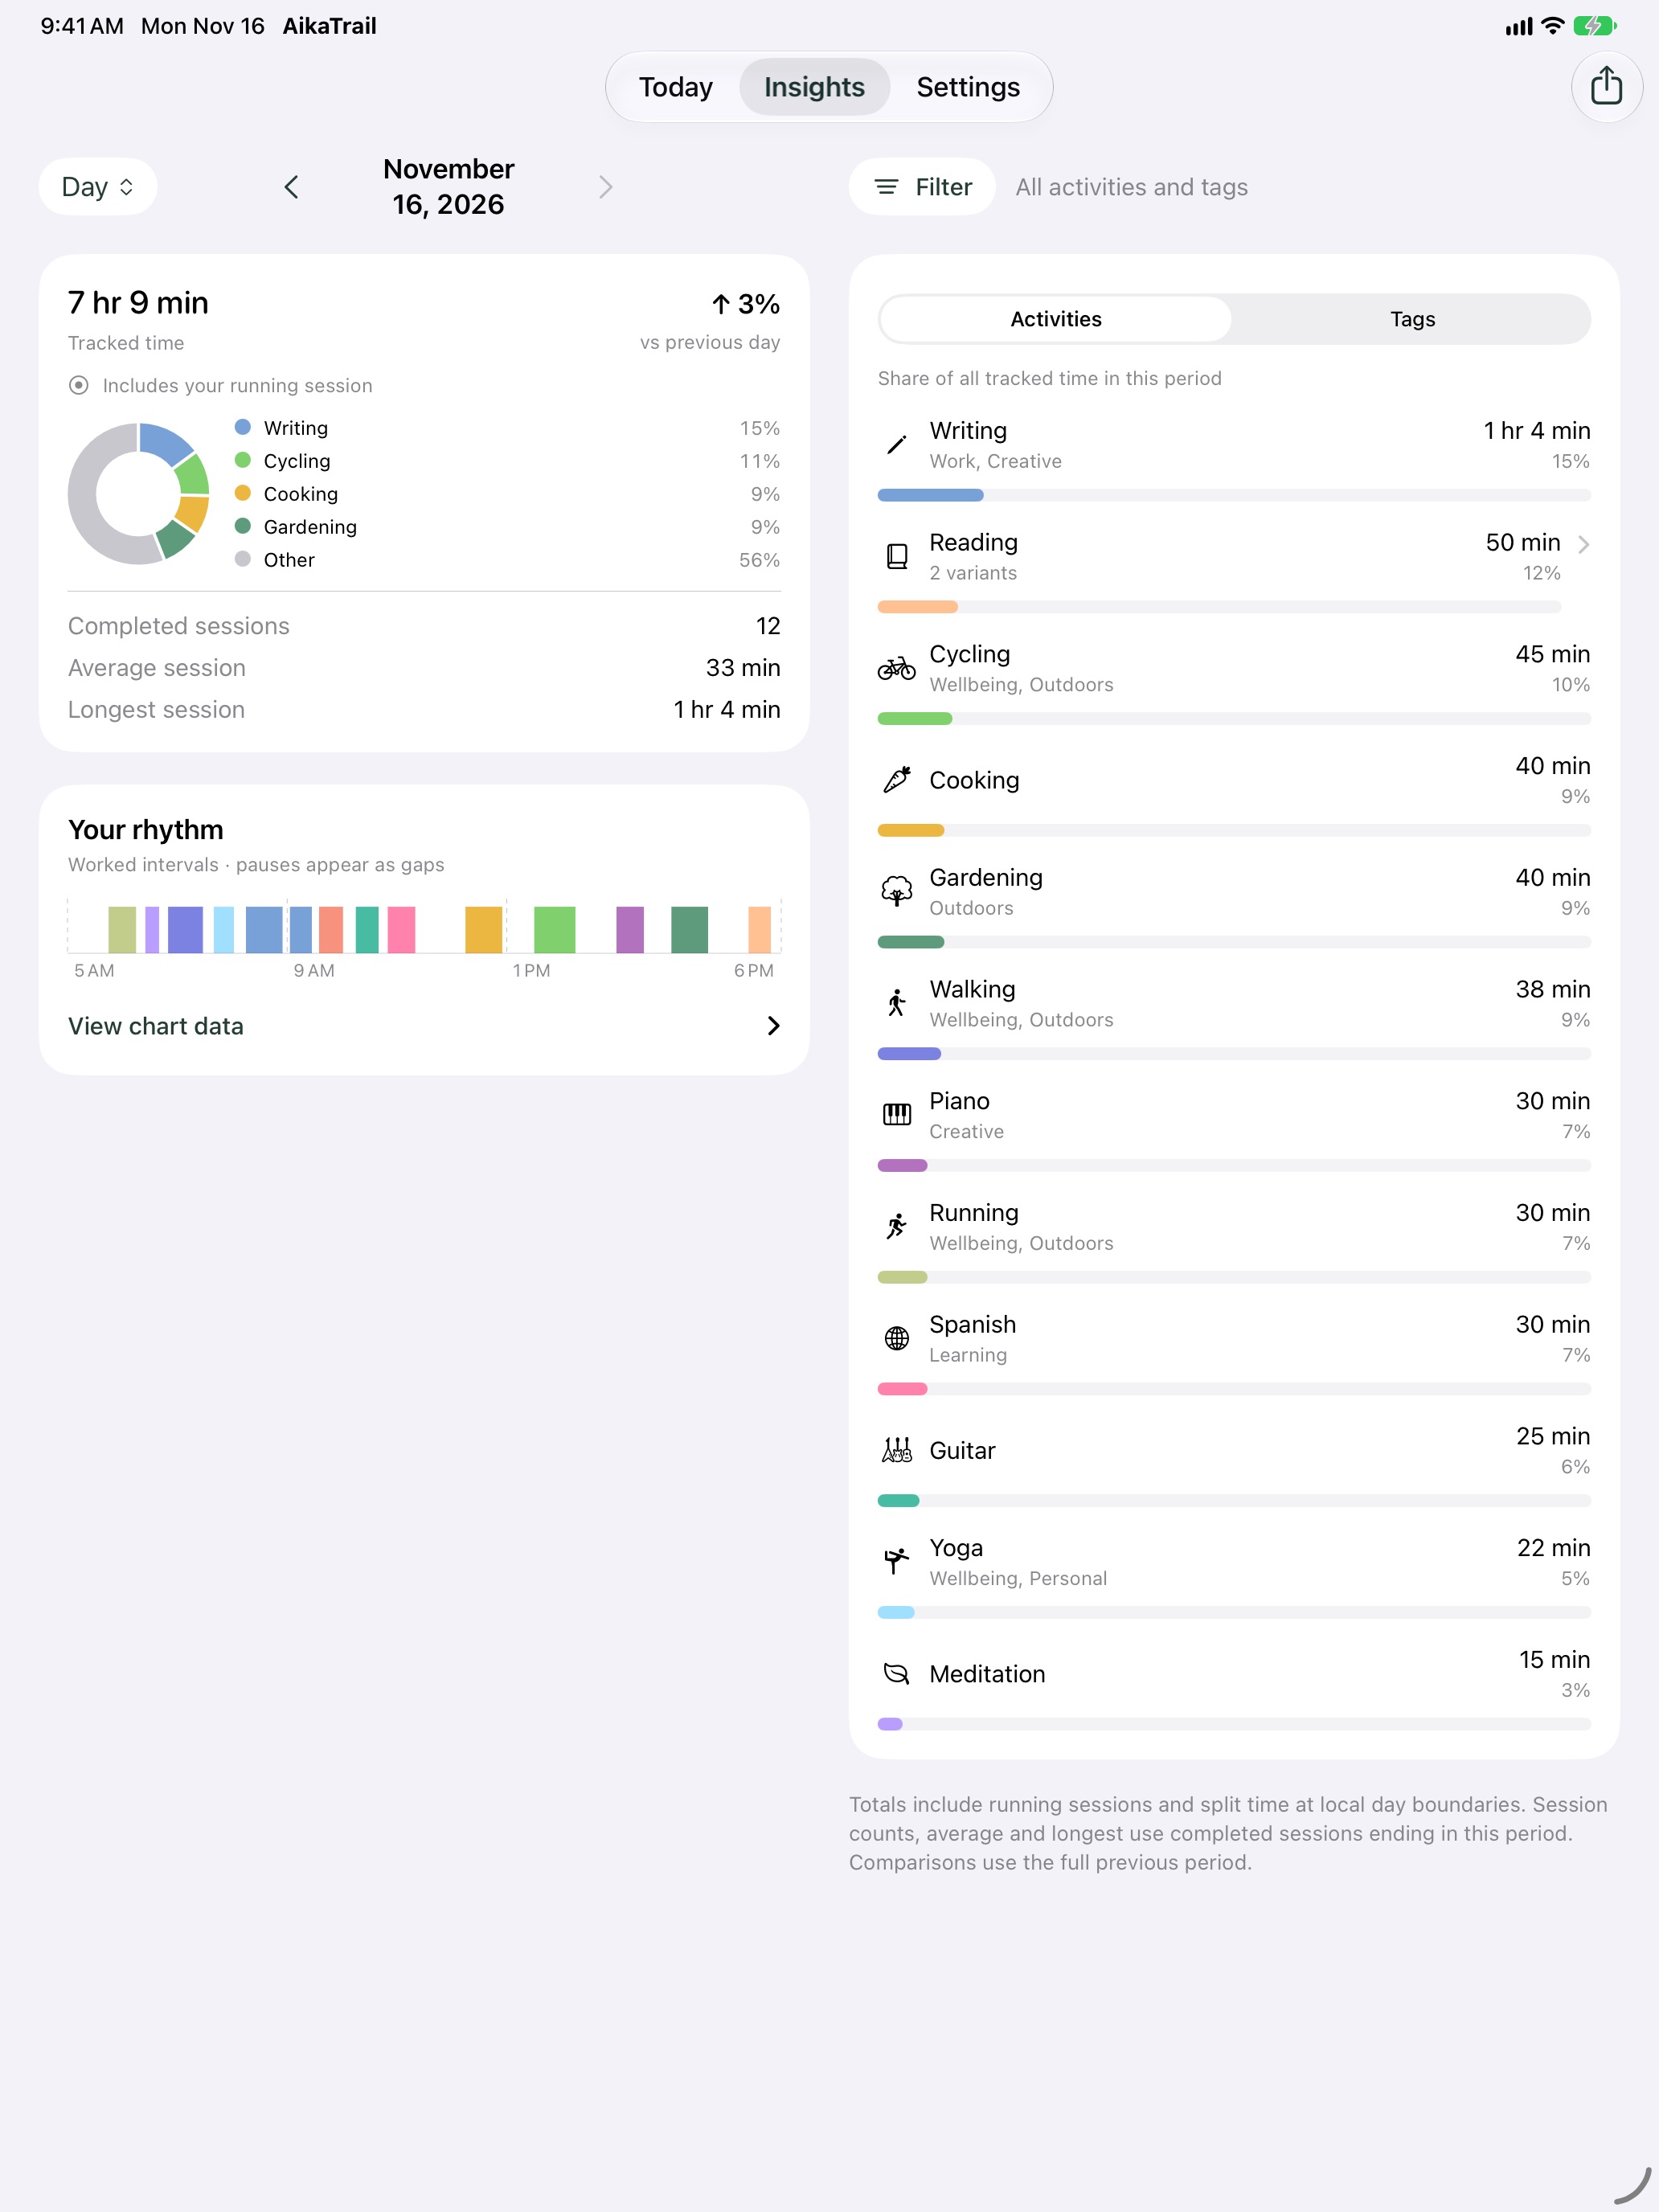 9:41 AM Mon Nov 16 AikaTrail
Today Insights Settings
Day
November
16, 2026
7 hr 9 min
↑ 3%
Tracked time
vs previous day
Includes your running session
Writing 15%
Cycling 11%
Cooking 9%
Gardening 9%
Other 56%
Completed sessions 12
Average session 33 min
Longest session 1 hr 4 min
Your rhythm
Worked intervals · pauses appear as gaps
5 AM 9 AM 1 PM 6 PM
View chart data
Filter All activities and tags
Activities Tags
Share of all tracked time in this period
Writing 1 hr 4 min
Work, Creative 15%
Reading 50 min
2 variants 12%
Cycling 45 min
Wellbeing, Outdoors 10%
Cooking 40 min
9%
Gardening 40 min
Outdoors 9%
Walking 38 min
Wellbeing, Outdoors 9%
Piano 30 min
Creative 7%
Running 30 min
Wellbeing, Outdoors 7%
Spanish 30 min
Learning 7%
Guitar 25 min
6%
Yoga 22 min
Wellbeing, Personal 5%
Meditation 15 min
3%
Totals include running sessions and split time at local day boundaries. Session
counts, average and longest use completed sessions ending in this period.
Comparisons use the full previous period.